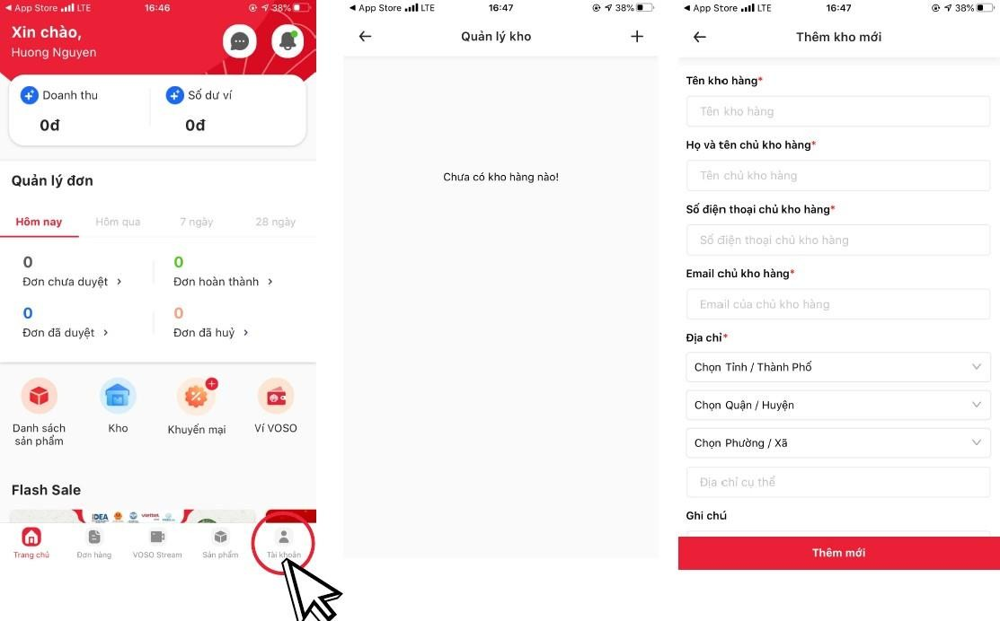 App Store LTE 16:46 38%
Xin chào,
Huong Nguyen
Doanh thu
Số dư ví
0đ
0đ
Quản lý đơn
Hôm nay
Hôm qua
7 ngày
28 ngày
0
0
Đơn chưa duyệt
Đơn hoàn thành
0
0
Đơn đã duyệt
Đơn đã huỷ
Danh sách
sản phẩm
Kho
Khuyến mại
Ví VOSO
Flash Sale
IDEA
viettel
Trang chủ
Đơn hàng
VOSO Stream
Sản phẩm
Tài khoản
App Store LTE 16:47 38%
Quản lý kho
Chưa có kho hàng nào!
App Store LTE 16:47 38%
Thêm kho mới
Tên kho hàng*
Tên kho hàng
Họ và tên chủ kho hàng*
Tên chủ kho hàng
Số điện thoại chủ kho hàng*
Số điện thoại chủ kho hàng
Email chủ kho hàng*
Email của chủ kho hàng
Địa chỉ*
Chọn Tỉnh / Thành Phố
Chọn Quận / Huyện
Chọn Phường / Xã
Địa chỉ cụ thể
Ghi chú
Thêm mới